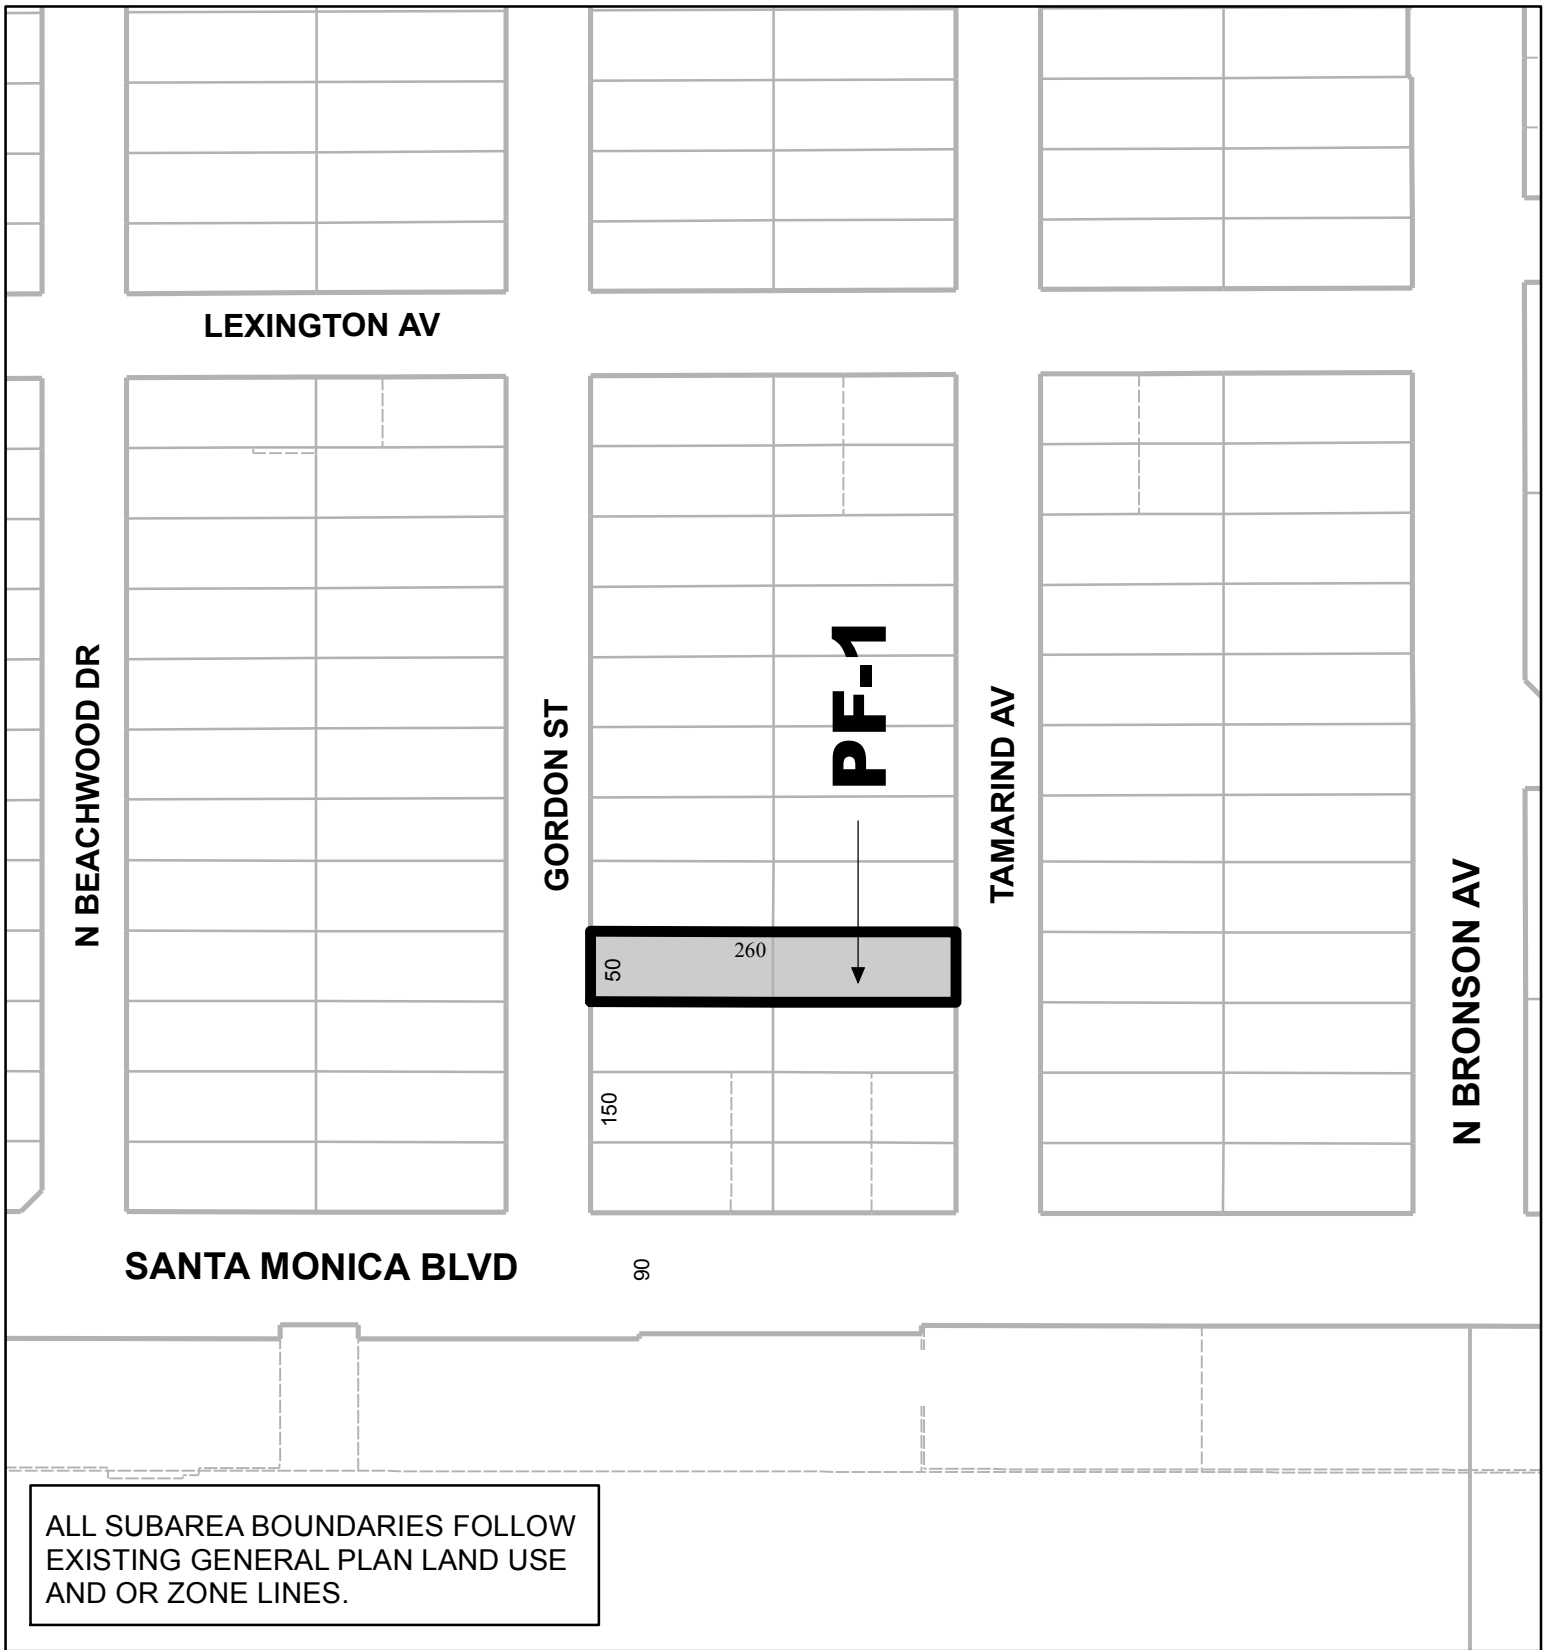 LEXINGTON AV
N BEACHWOOD DR
GORDON ST
PF-1
TAMARIND AV
N BRONSON AV
260
50
150
SANTA MONICA BLVD
90
ALL SUBAREA BOUNDARIES FOLLOW
EXISTING GENERAL PLAN LAND USE
AND OR ZONE LINES.